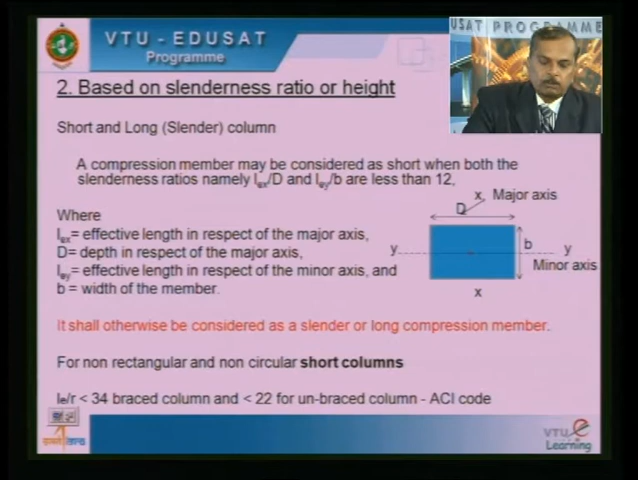 VTU - EDUSAT
Programme
USAT PROGRAMME
2. Based on slenderness ratio or height
Short and Long (Slender) column
A compression member may be considered as short when both the
slenderness ratios namely lex/D and ley/b are less than 12,
Where
lex= effective length in respect of the major axis,
D= depth in respect of the major axis,
ley= effective length in respect of the minor axis, and
b = width of the member.
x Major axis
D
b
y
y
Minor axis
x
It shall otherwise be considered as a slender or long compression member.
For non rectangular and non circular short columns
le/r < 34 braced column and < 22 for un-braced column - ACI code
VTU e
Learning